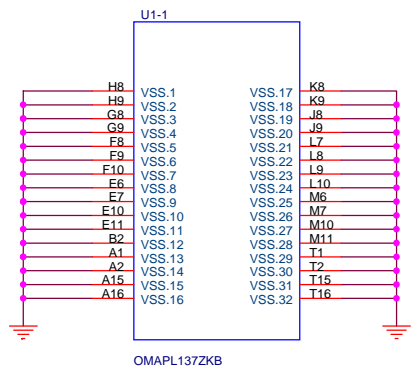 U1-1
H8 VSS.1 VSS.17 K8
H9 VSS.2 VSS.18 K9
G8 VSS.3 VSS.19 J8
G9 VSS.4 VSS.20 J9
F8 VSS.5 VSS.21 L7
F9 VSS.6 VSS.22 L8
F10 VSS.7 VSS.23 L9
E6 VSS.8 VSS.24 L10
E7 VSS.9 VSS.25 M6
E10 VSS.10 VSS.26 M7
E11 VSS.11 VSS.27 M10
B2 VSS.12 VSS.28 M11
A1 VSS.13 VSS.29 T1
A2 VSS.14 VSS.30 T2
A15 VSS.15 VSS.31 T15
A16 VSS.16 VSS.32 T16
OMAPL137ZKB